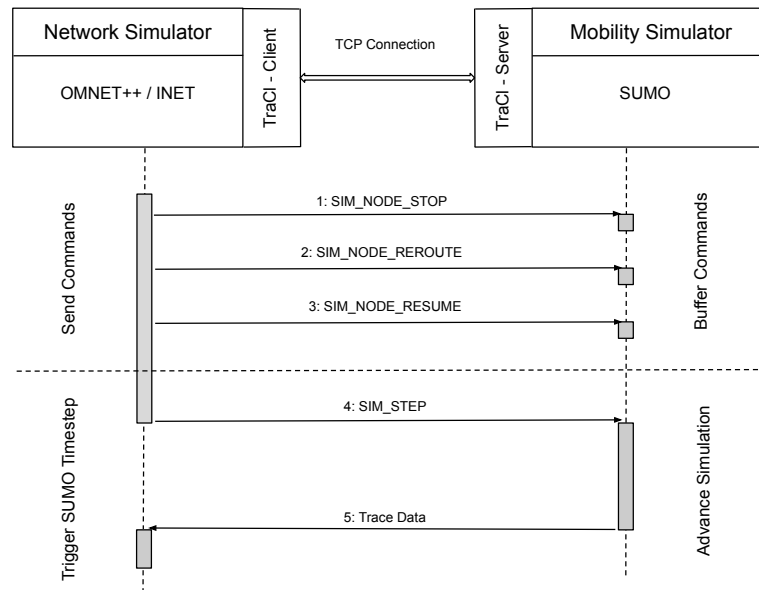 Network Simulator
OMNET++ / INET
TraCI - Client
TCP Connection
TraCI - Server
Mobility Simulator
SUMO
Send Commands
1: SIM_NODE_STOP
2: SIM_NODE_REROUTE
3: SIM_NODE_RESUME
Buffer Commands
Trigger SUMO Timestep
4: SIM_STEP
5: Trace Data
Advance Simulation